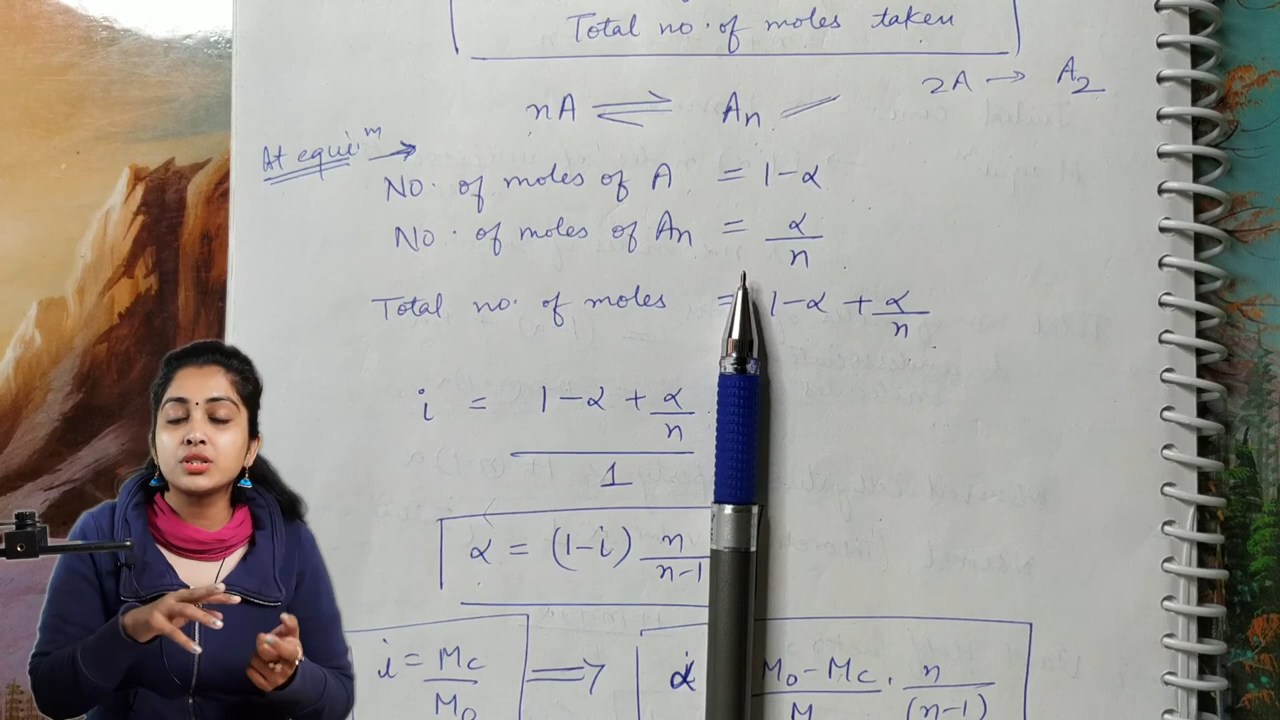 Total no. of moles taken
2A → A₂
nA ⇌ Aₙ
At equiᵐ →
No. of moles of A = 1-α
No. of moles of Aₙ = α/n
Total no. of moles = 1-α + α/n
i = (1-α + α/n)/1
α = (1-i) n/n-1
i = Mc/Mo ⇒ α Mo-Mc/M · n/(n-1)